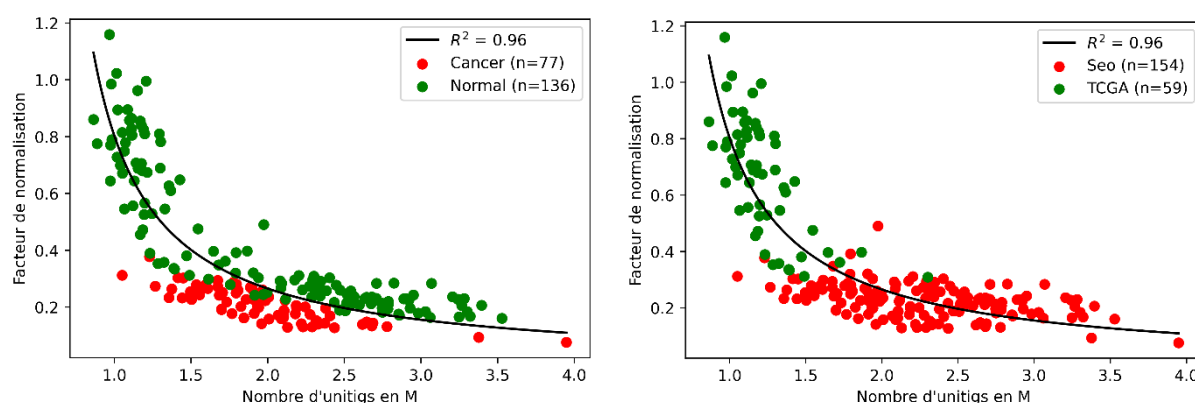 1.2
1.0
0.8
0.6
0.4
0.2
Facteur de normalisation
R² = 0.96
Cancer (n=77)
Normal (n=136)
1.0 1.5 2.0 2.5 3.0 3.5 4.0
Nombre d'unitigs en M
1.2
1.0
0.8
0.6
0.4
0.2
Facteur de normalisation
R² = 0.96
Seo (n=154)
TCGA (n=59)
1.0 1.5 2.0 2.5 3.0 3.5 4.0
Nombre d'unitigs en M